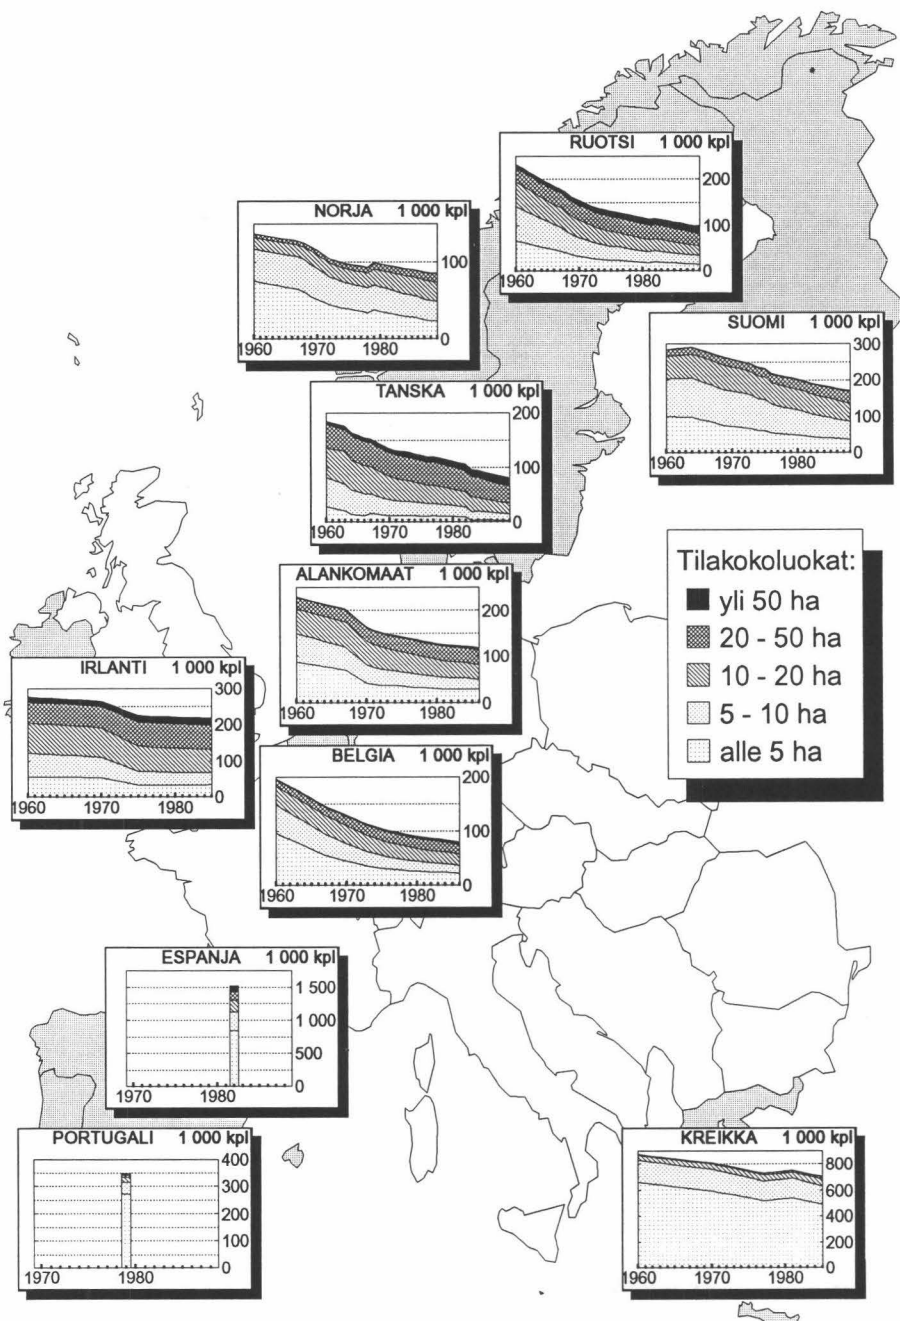 RUOTSI 1 000 kpl
200
100
0
1960 1970 1980
NORJA 1 000 kpl
100
0
1960 1970 1980
SUOMI 1 000 kpl
300
200
100
0
1960 1970 1980
TANSKA 1 000 kpl
200
100
0
1960 1970 1980
ALANKOMAAT 1 000 kpl
200
100
0
1960 1970 1980
Tilakokoluokat:
yli 50 ha
20 - 50 ha
10 - 20 ha
5 - 10 ha
alle 5 ha
IRLANTI 1 000 kpl
300
200
100
0
1960 1970 1980
BELGIA 1 000 kpl
200
100
0
1960 1970 1980
ESPANJA 1 000 kpl
1 500
1 000
500
0
1970 1980
PORTUGALI 1 000 kpl
400
300
200
100
0
1970 1980
KREIKKA 1 000 kpl
800
600
400
200
0
1960 1970 1980